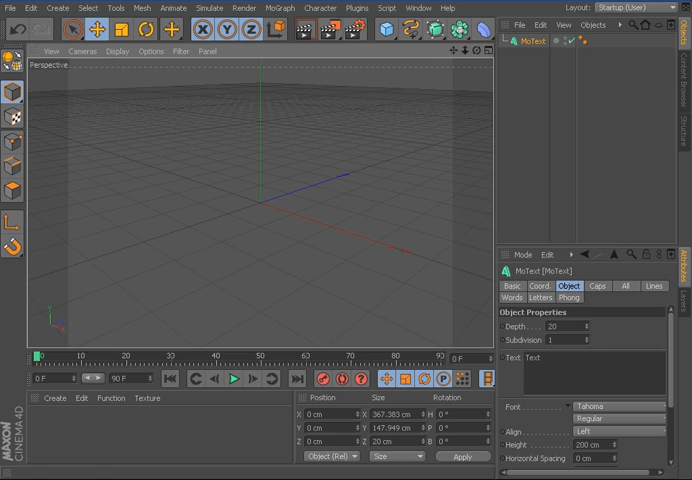 File Edit Create Select Tools Mesh Animate Simulate Render MoGraph Character Plugins Script Window Help Layout: Startup (User)
File Edit View Objects
MoText
View Cameras Display Options Filter Panel
Perspective
X Y Z
Y
X
Objects
Content Browser
Structure
Mode Edit
MoText [MoText]
Basic Coord. Object Caps All Lines
Words Letters Phong
Object Properties
Depth . . . . 20
Subdivision 1
Text Text
Font . . . . . . . . . . Tahoma
Regular
Align . . . . . . . . . . Left
Height . . . . . . . . . 200 cm
Horizontal Spacing 0 cm
Attributes
Layers
0 10 20 30 40 50 60 70 80 90 0 F
0 F 90 F
P
Create Edit Function Texture
Position Size Rotation
X 0 cm X 367.383 cm H 0 °
Y 0 cm Y 147.949 cm P 0 °
Z 0 cm Z 20 cm B 0 °
Object (Rel) Size Apply
MAXON
CINEMA4D